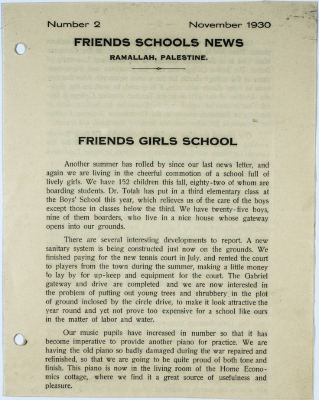 Number 2 November 1930
FRIENDS SCHOOLS NEWS
RAMALLAH, PALESTINE.
FRIENDS GIRLS SCHOOL
Another summer has rolled by since our last news letter, and
again we are living in the cheerful commotion of a school full of
lively girls. We have 152 children this fall, eighty-two of whom are
boarding students. Dr. Totah has put in a third elementary class at
the Boys' School this year, which relieves us of the care of the boys
except those in classes below the third. We have twenty-five boys,
nine of them boarders, who live in a nice house whose gateway
opens into our grounds.
There are several interesting developments to report. A new
sanitary system is being constructed just now on the grounds. We
finished paying for the new tennis court in July, and rented the court
to players from the town during the summer, making a little money
to lay by for up-keep and equipment for the court. The Gabriel
gateway and drive are completed and we are now interested in
the problem of putting out young trees and shrubbery in the plot
of ground inclosed by the circle drive, to make it look attractive the
year round and yet not prove too expensive for a school like ours
in the matter of labor and water.
Our music pupils have increased in number so that it has
become imperative to provide another piano for practice. We are
having the old piano so badly damaged during the war repaired and
refinished, so that we are going to be quite proud of both tone and
finish. This piano is now in the living room of the Home Econo-
mics cottage, where we find it a great source of usefulness and
pleasure.